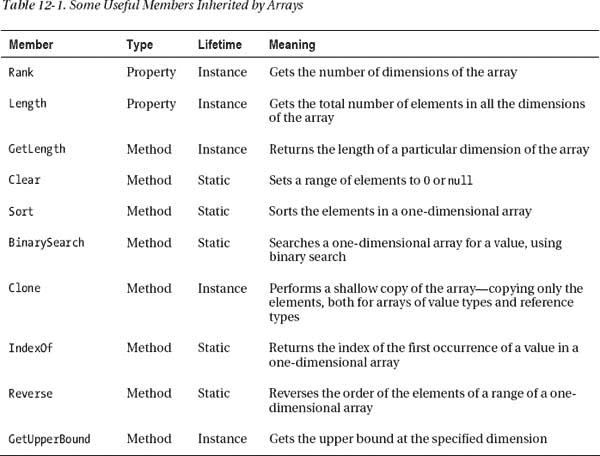 Table 12-1. Some Useful Members Inherited by Arrays
Member Type Lifetime Meaning
Rank Property Instance Gets the number of dimensions of the array
Length Property Instance Gets the total number of elements in all the dimensions
of the array
GetLength Method Instance Returns the length of a particular dimension of the array
Clear Method Static Sets a range of elements to 0 or null
Sort Method Static Sorts the elements in a one-dimensional array
BinarySearch Method Static Searches a one-dimensional array for a value, using
binary search
Clone Method Instance Performs a shallow copy of the array—copying only the
elements, both for arrays of value types and reference
types
IndexOf Method Static Returns the index of the first occurrence of a value in a
one-dimensional array
Reverse Method Static Reverses the order of the elements of a range of a one-
dimensional array
GetUpperBound Method Instance Gets the upper bound at the specified dimension